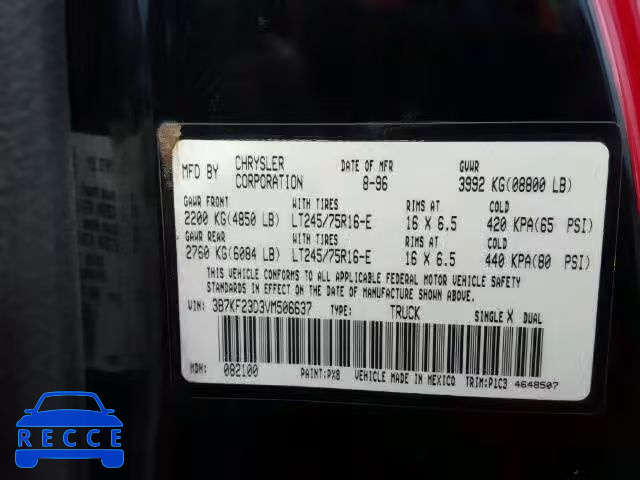 MFD BY CHRYSLER CORPORATION DATE OF MFR 8-96 GVWR 3992 KG(08800 LB)
GAWR FRONT WITH TIRES RIMS AT COLD
2200 KG(4850 LB) LT245/75R16-E 16 X 6.5 420 KPA(65 PSI)
GAWR REAR WITH TIRES RIMS AT COLD
2760 KG(6084 LB) LT245/75R16-E 16 X 6.5 440 KPA(80 PSI)
THIS VEHICLE CONFORMS TO ALL APPLICABLE FEDERAL MOTOR VEHICLE SAFETY
STANDARDS IN EFFECT ON THE DATE OF MANUFACTURE SHOWN ABOVE.
VIN: 3B7KF23D3VM506637 TYPE: TRUCK SINGLE X DUAL
MDH: 082100 PAINT:PX8 VEHICLE MADE IN MEXICO TRIM:P1C3 4648507
AUTOBIDMASTER